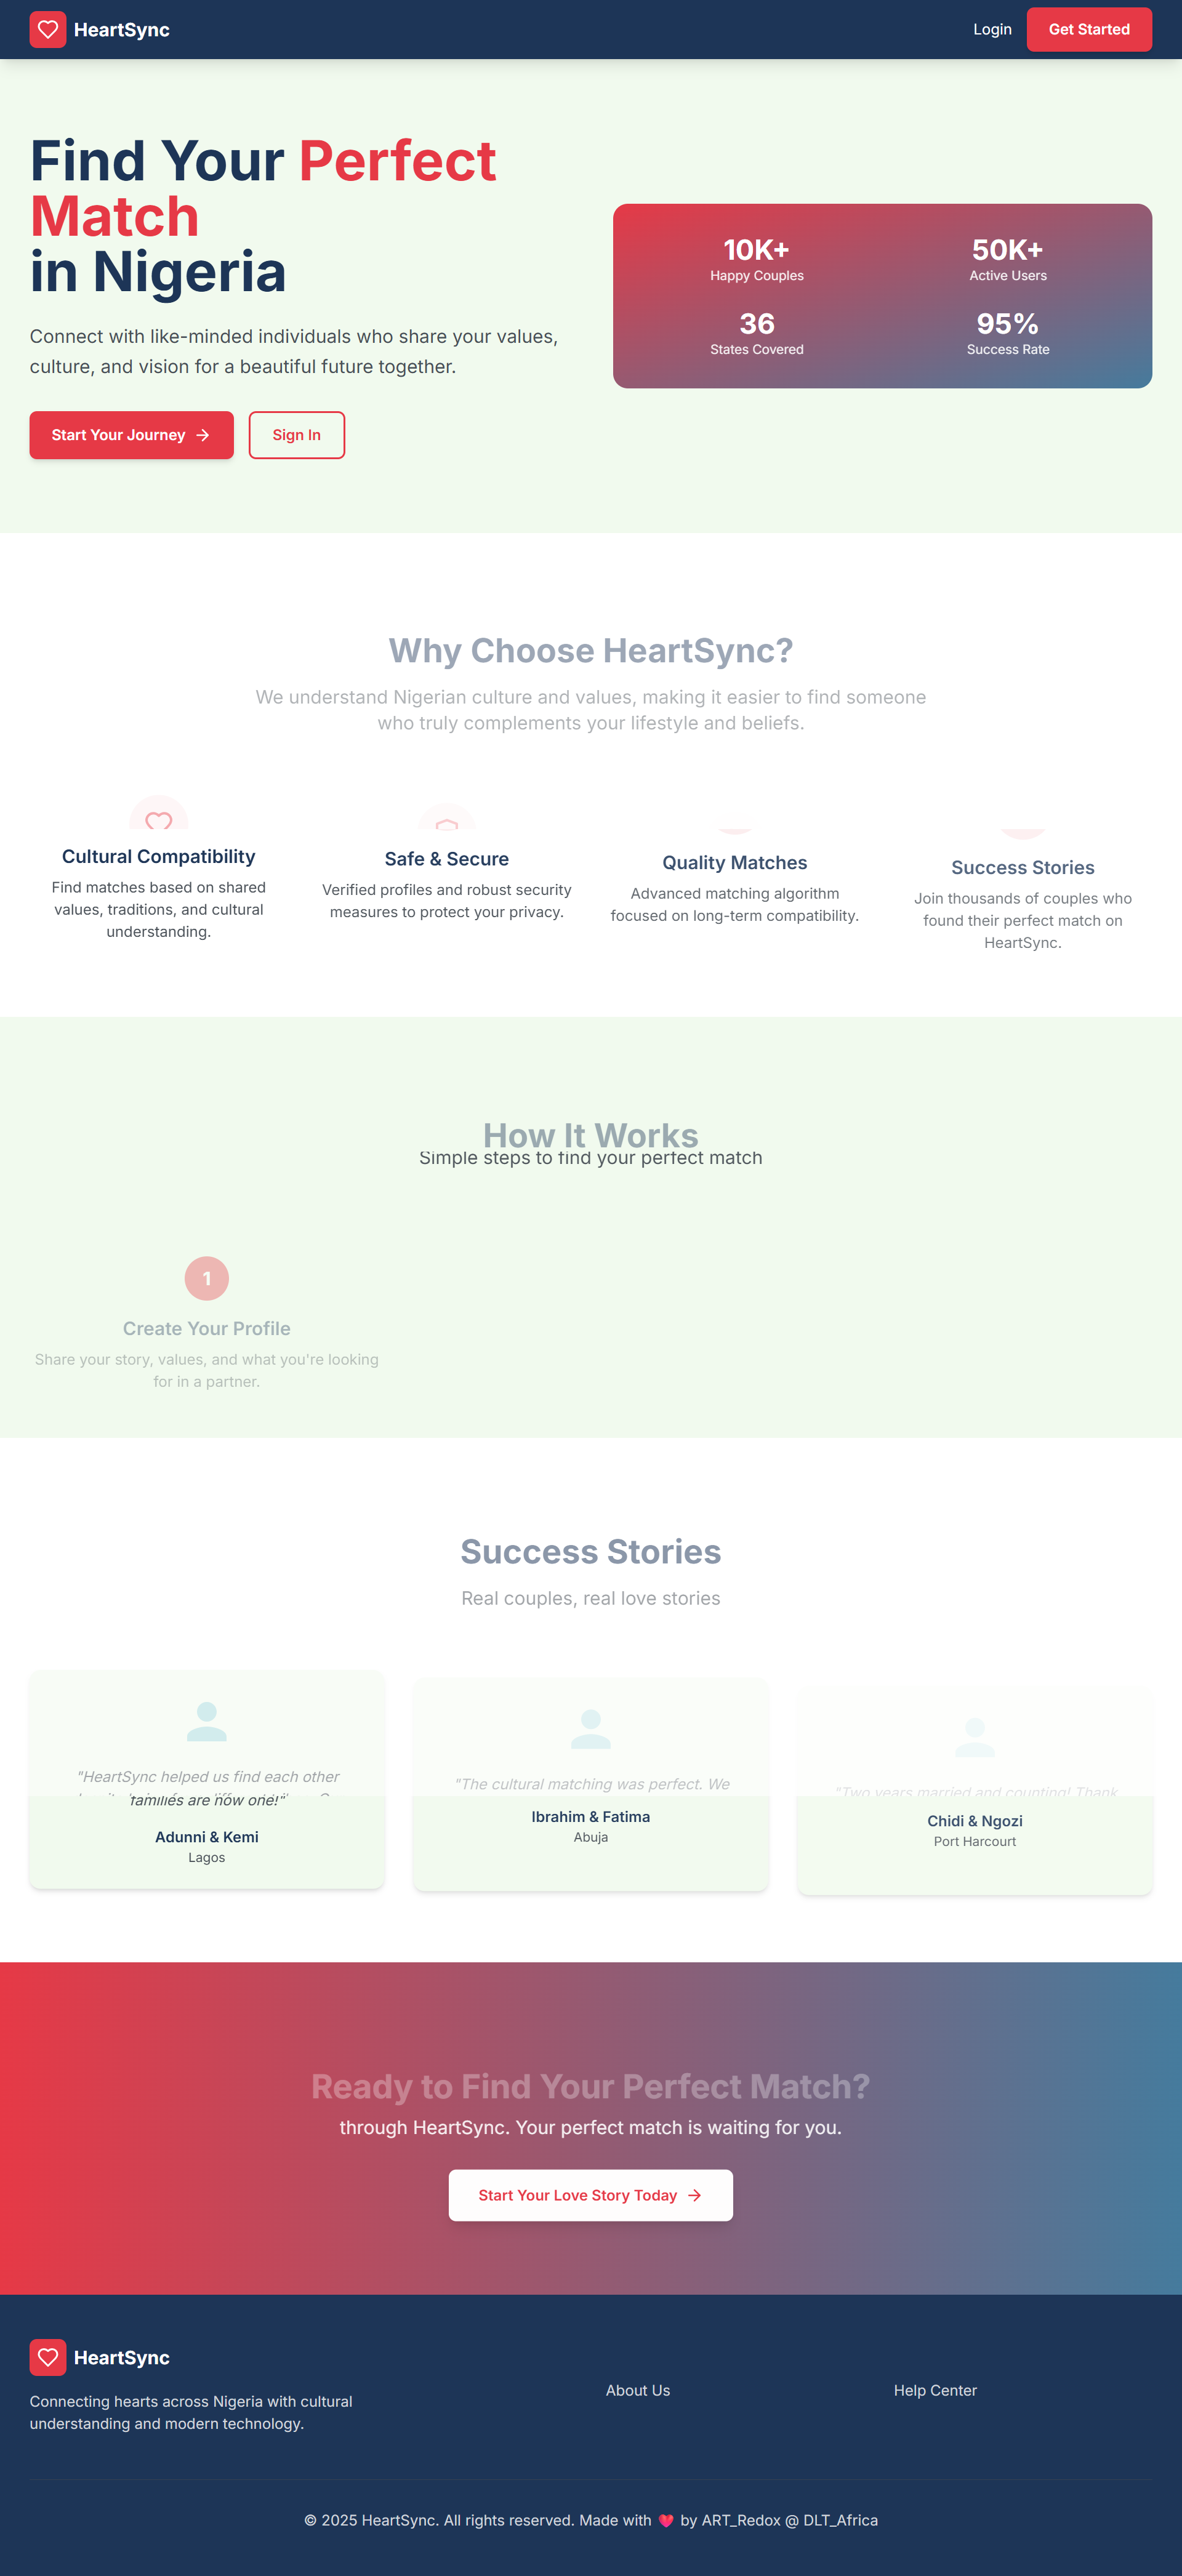 HeartSync
Login
Get Started
Find Your Perfect
Match
in Nigeria
Connect with like-minded individuals who share your values,
culture, and vision for a beautiful future together.
Start Your Journey →
Sign In
10K+
Happy Couples
50K+
Active Users
36
States Covered
95%
Success Rate
Why Choose HeartSync?
We understand Nigerian culture and values, making it easier to find someone
who truly complements your lifestyle and beliefs.
Cultural Compatibility
Find matches based on shared
values, traditions, and cultural
understanding.
Safe & Secure
Verified profiles and robust security
measures to protect your privacy.
Quality Matches
Advanced matching algorithm
focused on long-term compatibility.
Success Stories
Join thousands of couples who
found their perfect match on
HeartSync.
How It Works
Simple steps to find your perfect match
1
Create Your Profile
Share your story, values, and what you're looking
for in a partner.
Success Stories
Real couples, real love stories
"HeartSync helped us find each other
families are now one!"
Adunni & Kemi
Lagos
"The cultural matching was perfect. We
Ibrahim & Fatima
Abuja
"Two years married and counting! Thank
Chidi & Ngozi
Port Harcourt
Ready to Find Your Perfect Match?
through HeartSync. Your perfect match is waiting for you.
Start Your Love Story Today →
HeartSync
Connecting hearts across Nigeria with cultural
understanding and modern technology.
About Us
Help Center
© 2025 HeartSync. All rights reserved. Made with ❤️ by ART_Redox @ DLT_Africa